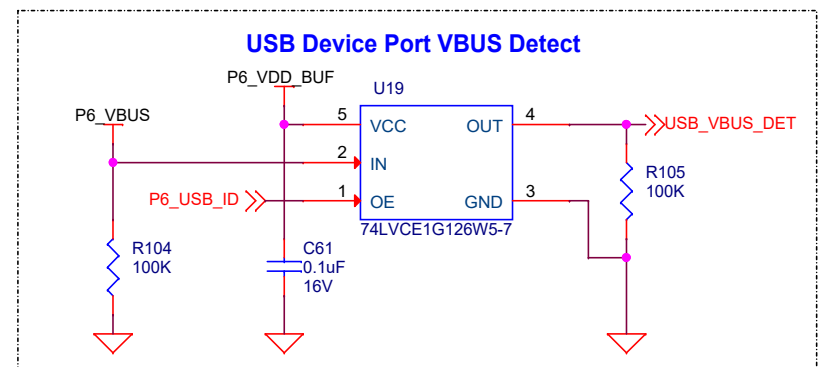 USB Device Port VBUS Detect
P6_VDD_BUF
U19
P6_VBUS
5
VCC
OUT
4
USB_VBUS_DET
2
IN
P6_USB_ID
1
OE
GND
3
R105
100K
74LVCE1G126W5-7
R104
100K
C61
0.1uF
16V